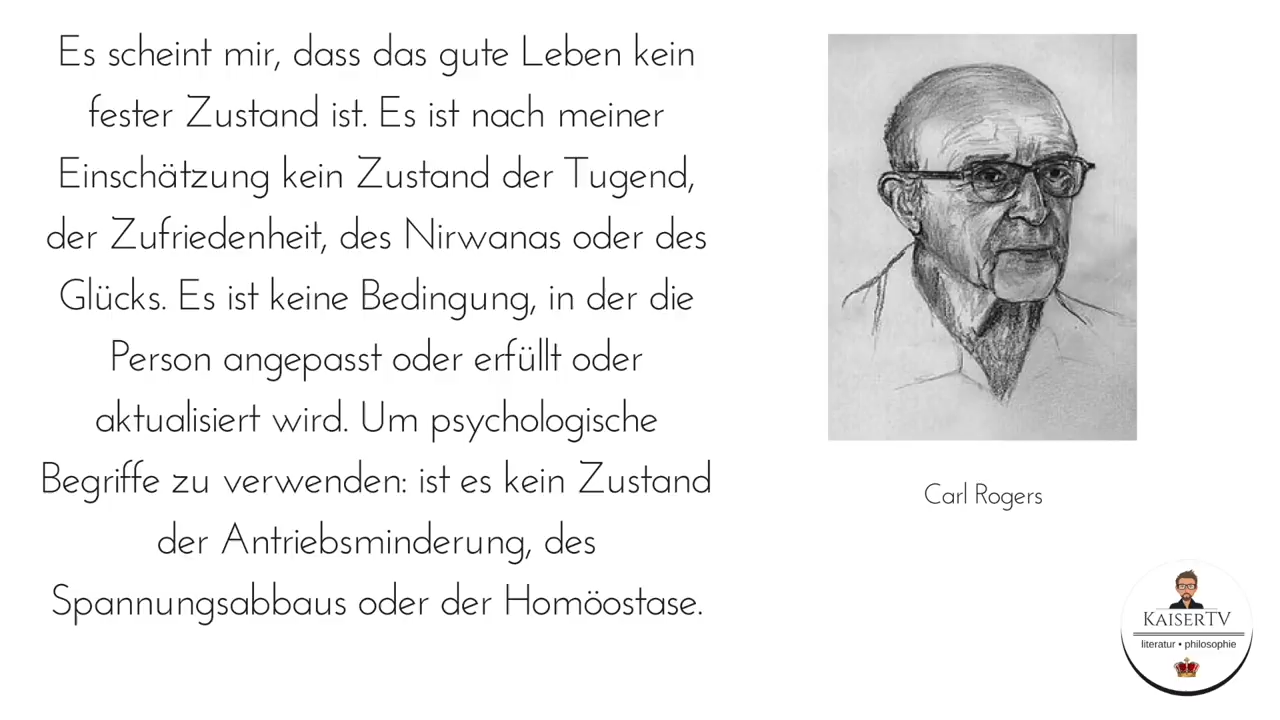 Es scheint mir, dass das gute Leben kein
fester Zustand ist. Es ist nach meiner
Einschätzung kein Zustand der Tugend,
der Zufriedenheit, des Nirwanas oder des
Glücks. Es ist keine Bedingung, in der die
Person angepasst oder erfüllt oder
aktualisiert wird. Um psychologische
Begriffe zu verwenden: ist es kein Zustand
der Antriebsminderung, des
Spannungsabbaus oder der Homöostase.
Carl Rogers
KAISERTV
literatur • philosophie